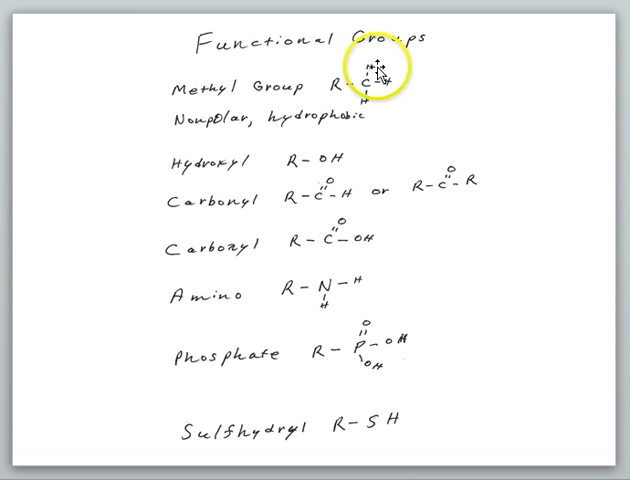 Functional Groups
H
Methyl Group R-C-H
H
Nonpolar, hydrophobic
Hydroxyl R-OH
O O
Carbonyl R-C-H or R-C-R
O
Carboxyl R-C-OH
Amino R-N-H
H
O
Phosphate R-P-OH
OH
Sulfhydryl R-SH